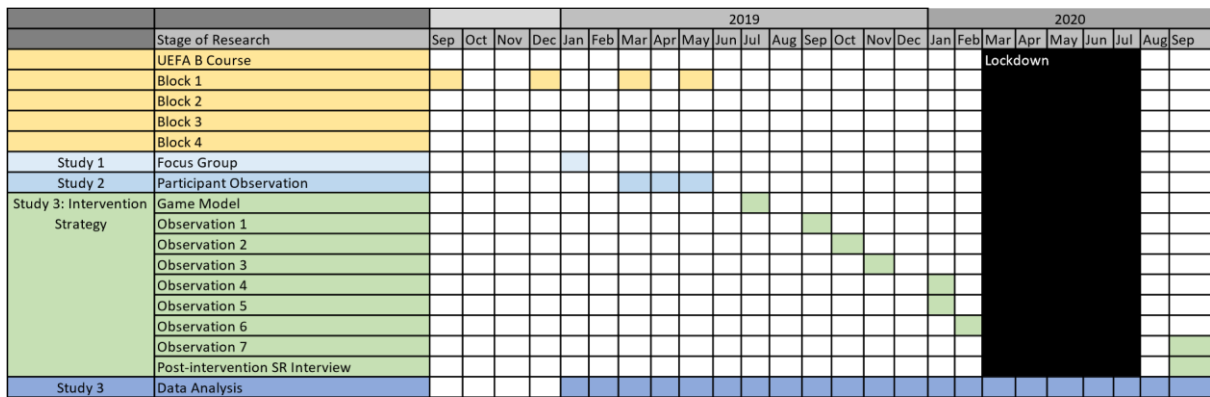 2019 2020
Stage of Research Sep Oct Nov Dec Jan Feb Mar Apr May Jun Jul Aug Sep Oct Nov Dec Jan Feb Mar Apr May Jun Jul Aug Sep
UEFA B Course Lockdown
Block 1
Block 2
Block 3
Block 4
Study 1 Focus Group
Study 2 Participant Observation
Study 3: Intervention Game Model
Strategy Observation 1
Observation 2
Observation 3
Observation 4
Observation 5
Observation 6
Observation 7
Post-intervention SR Interview
Study 3 Data Analysis